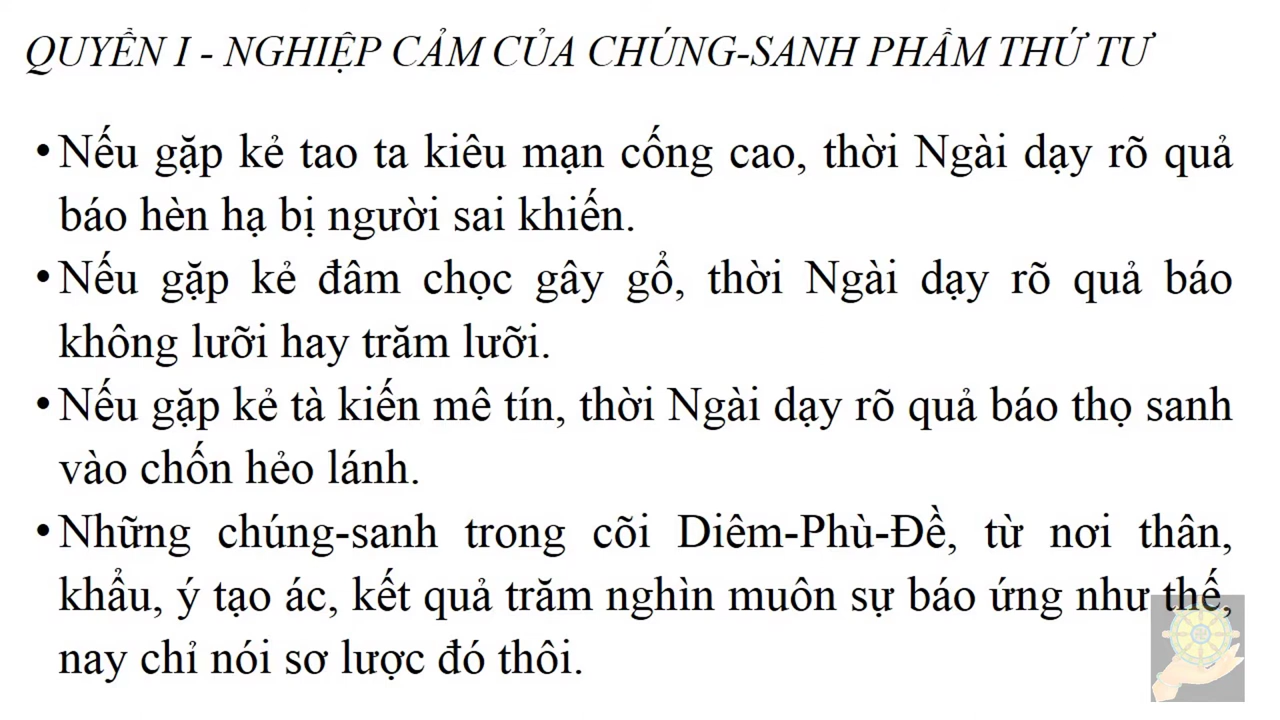 QUYỂN I - NGHIỆP CẢM CỦA CHÚNG-SANH PHẨM THỨ TƯ
•Nếu gặp kẻ tao ta kiêu mạn cống cao, thời Ngài dạy rõ quả
báo hèn hạ bị người sai khiến.
•Nếu gặp kẻ đâm chọc gây gổ, thời Ngài dạy rõ quả báo
không lưỡi hay trăm lưỡi.
•Nếu gặp kẻ tà kiến mê tín, thời Ngài dạy rõ quả báo thọ sanh
vào chốn hẻo lánh.
•Những chúng-sanh trong cõi Diêm-Phù-Đề, từ nơi thân,
khẩu, ý tạo ác, kết quả trăm nghìn muôn sự báo ứng như thế,
nay chỉ nói sơ lược đó thôi.